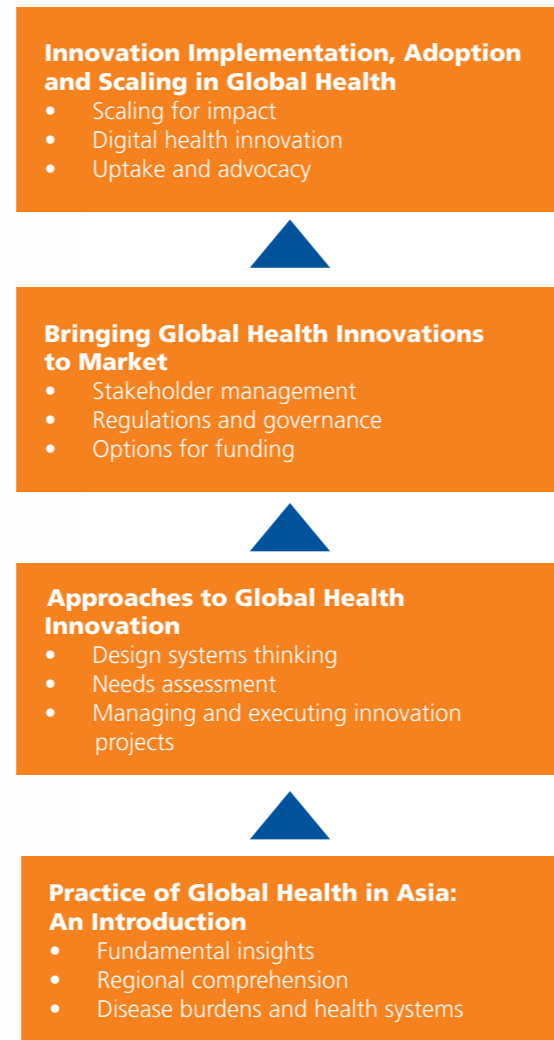 Innovation Implementation, Adoption
and Scaling in Global Health
• Scaling for impact
• Digital health innovation
• Uptake and advocacy
Bringing Global Health Innovations
to Market
• Stakeholder management
• Regulations and governance
• Options for funding
Approaches to Global Health
Innovation
• Design systems thinking
• Needs assessment
• Managing and executing innovation
projects
Practice of Global Health in Asia:
An Introduction
• Fundamental insights
• Regional comprehension
• Disease burdens and health systems